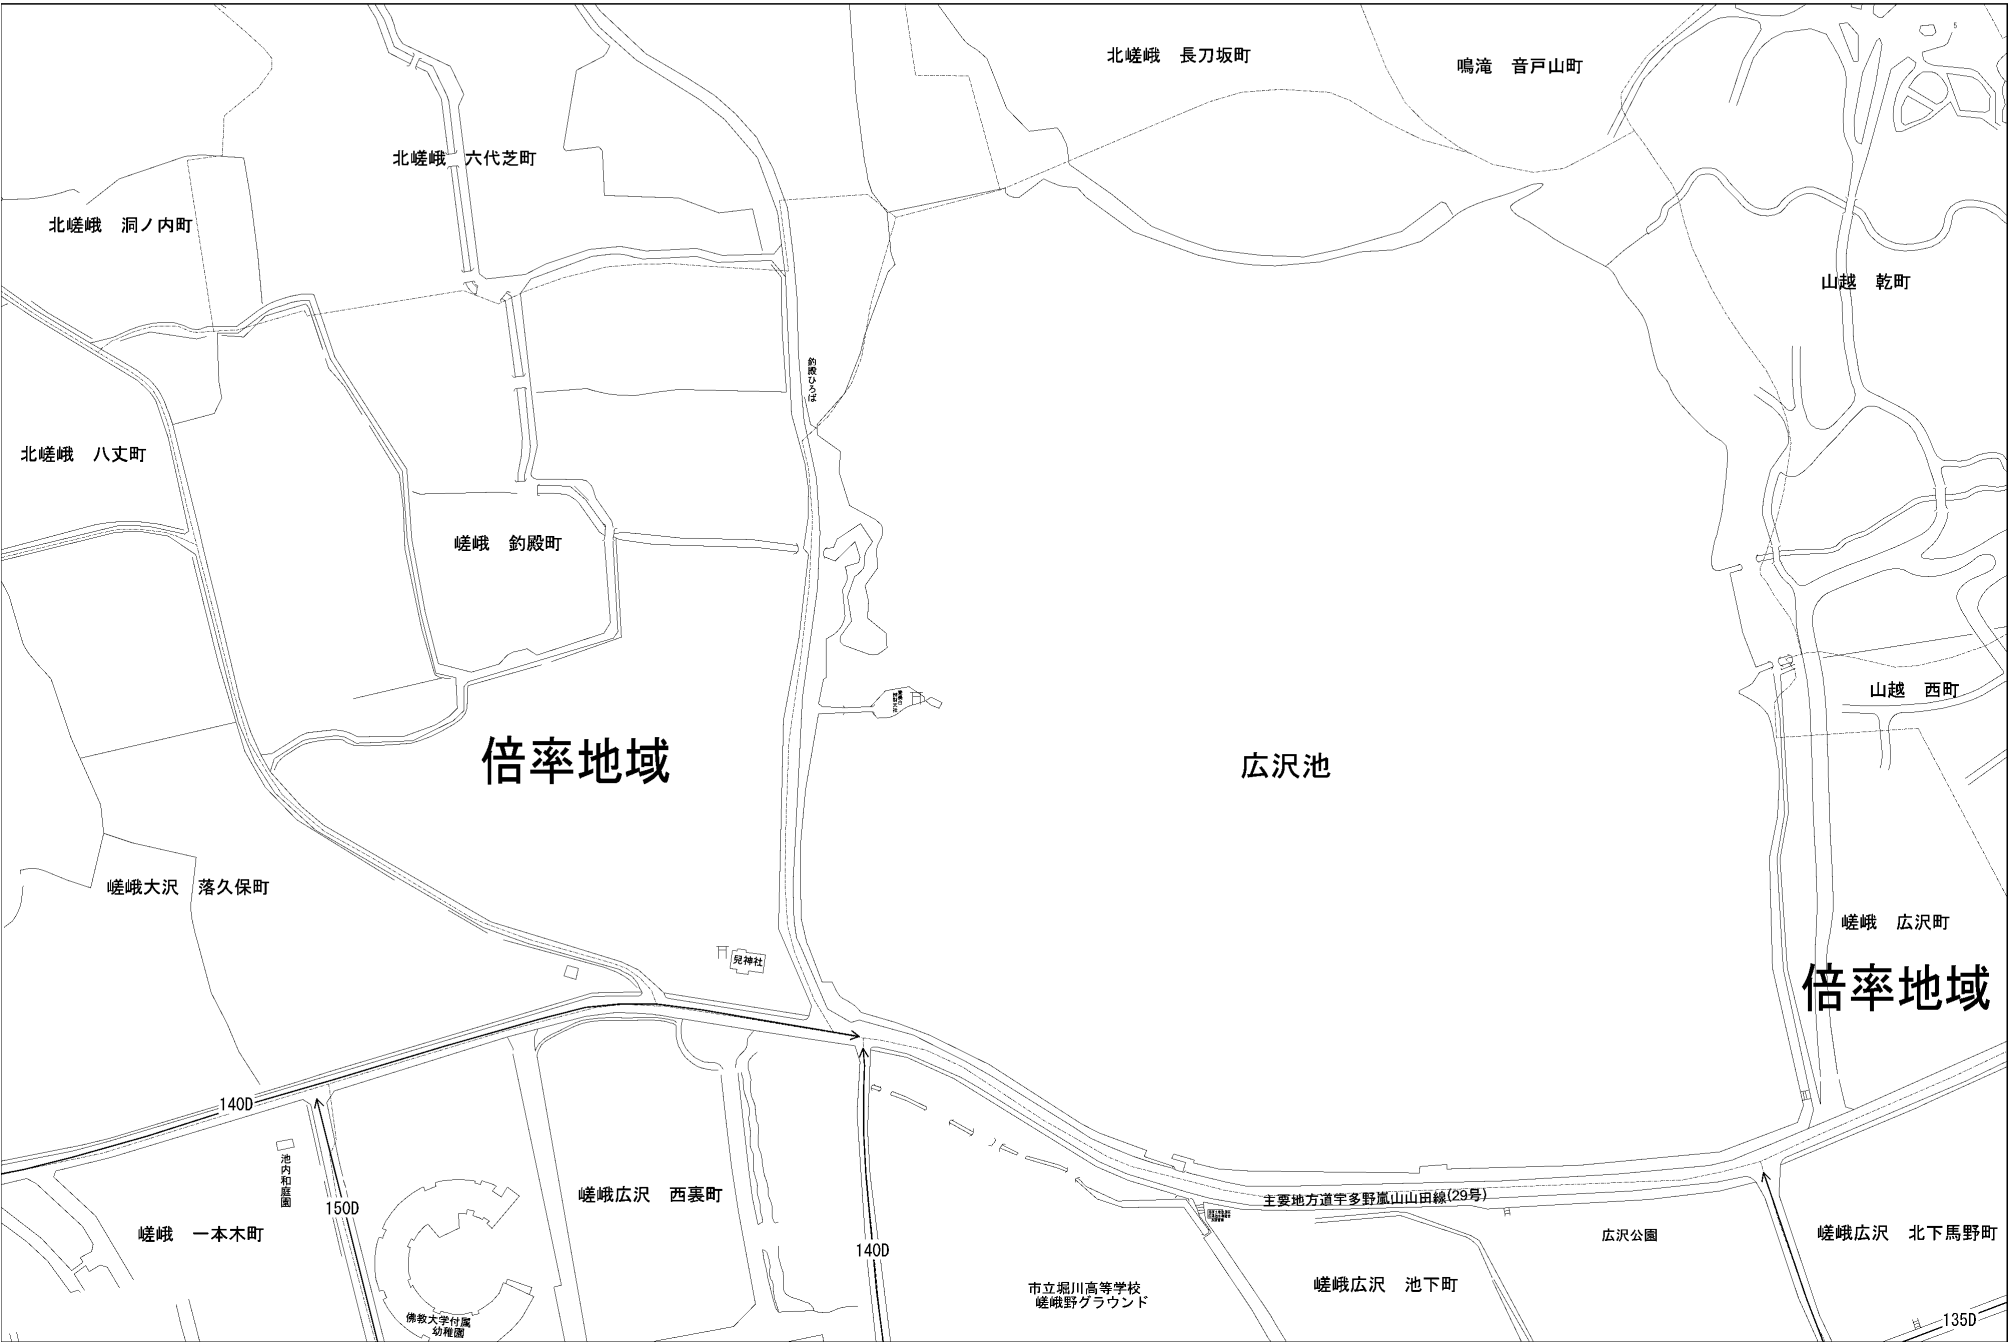 北嵯峨　長刀坂町
鳴滝　音戸山町
北嵯峨　六代芝町
北嵯峨　洞ノ内町
山越　乾町
釣殿ひろば
北嵯峨　八丈町
嵯峨　釣殿町
山越　西町
倍率地域
広沢池
嵯峨大沢　落久保町
嵯峨　広沢町
兒神社
倍率地域
140D
池内和庭園
150D
嵯峨広沢　西裏町
主要地方道宇多野嵐山山田線(29号)
嵯峨　一本木町
広沢公園
嵯峨広沢　北下馬野町
140D
市立堀川高等学校
嵯峨野グラウンド
嵯峨広沢　池下町
佛教大学付属
幼稚園
135D